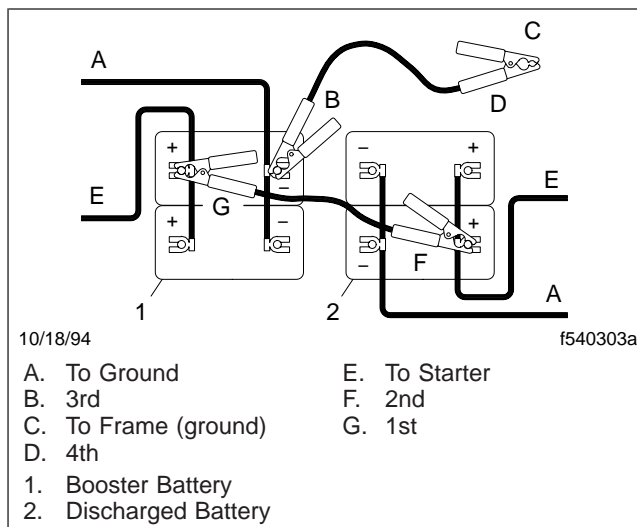 C
A
B
D
+
–
+
–
E
E
G
+
–
+
F
–
A
1
2
10/18/94
f540303a
A. To Ground
B. 3rd
C. To Frame (ground)
D. 4th
E. To Starter
F. 2nd
G. 1st
1. Booster Battery
2. Discharged Battery